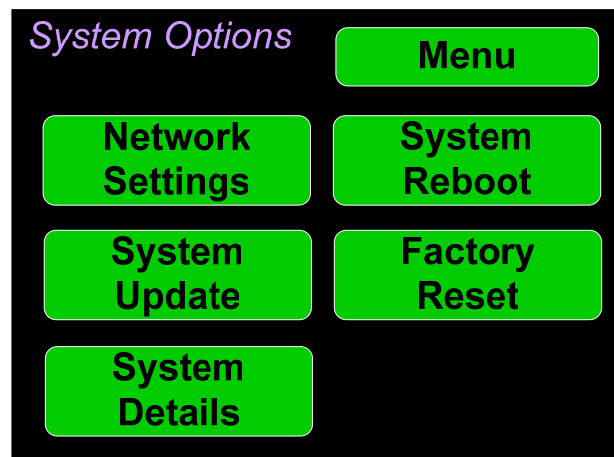 System Options
Menu
Network
Settings
System
Reboot
System
Update
Factory
Reset
System
Details